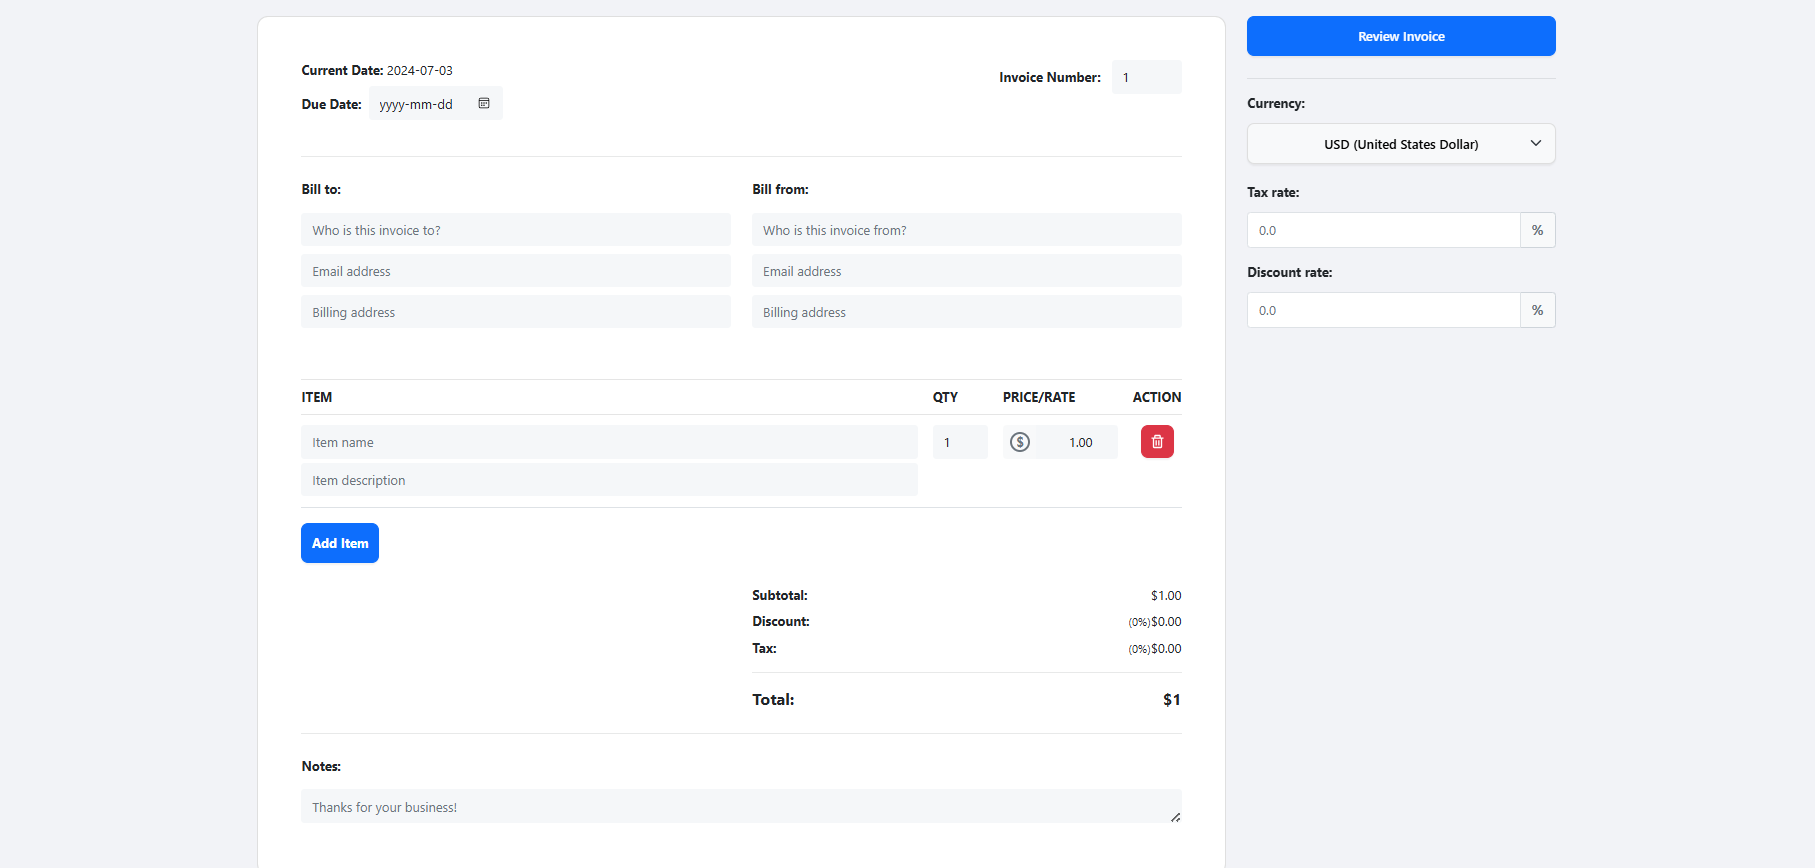 Current Date: 2024-07-03
Due Date: yyyy-mm-dd
Invoice Number: 1
Bill to:
Who is this invoice to?
Email address
Billing address
Bill from:
Who is this invoice from?
Email address
Billing address
ITEM QTY PRICE/RATE ACTION
Item name 1 $ 1.00
Item description
Add Item
Subtotal: $1.00
Discount: (0%)$0.00
Tax: (0%)$0.00
Total: $1
Notes:
Thanks for your business!
Review Invoice
Currency:
USD (United States Dollar)
Tax rate:
0.0 %
Discount rate:
0.0 %